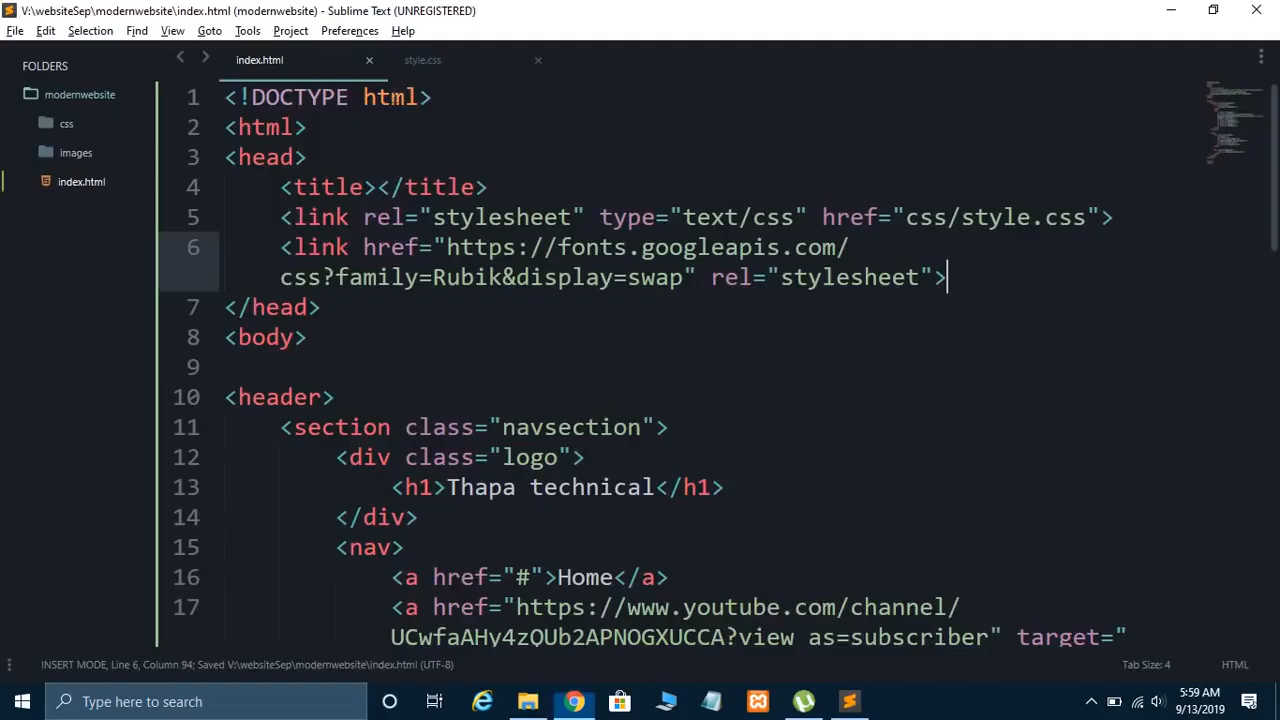 V:\websiteSep\modernwebsite\index.html (modernwebsite) - Sublime Text (UNREGISTERED)
File Edit Selection Find View Goto Tools Project Preferences Help
FOLDERS
modernwebsite
css
images
index.html
index.html × style.css ×
1 <!DOCTYPE html>
2 <html>
3 <head>
4 <title></title>
5 <link rel="stylesheet" type="text/css" href="css/style.css">
6 <link href="https://fonts.googleapis.com/
css?family=Rubik&display=swap" rel="stylesheet">
7 </head>
8 <body>
9
10 <header>
11 <section class="navsection">
12 <div class="logo">
13 <h1>Thapa technical</h1>
14 </div>
15 <nav>
16 <a href="#">Home</a>
17 <a href="https://www.youtube.com/channel/
UCwfaAHy4zQUb2APNOGXUCCA?view_as=subscriber" target="
INSERT MODE, Line 6, Column 94; Saved V:\websiteSep\modernwebsite\index.html (UTF-8)
Tab Size: 4
HTML
Type here to search
5:59 AM
9/13/2019